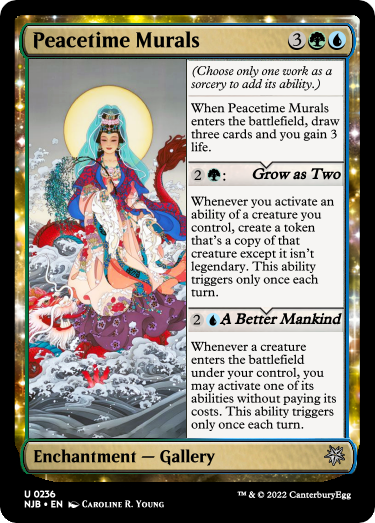 Peacetime Murals 3
(Choose only one work as a
sorcery to add its ability.)
When Peacetime Murals
enters the battlefield, draw
three cards and you gain 3
life.
2 : Grow as Two
Whenever you activate an
ability of a creature you
control, create a token
that's a copy of that
creature except it isn't
legendary. This ability
triggers only once each
turn.
2 A Better Mankind
Whenever a creature
enters the battlefield
under your control, you
may activate one of its
abilities without paying its
costs. This ability triggers
only once each turn.
Enchantment — Gallery
U 0236
NJB • EN Caroline R. Young
™ & © 2022 CanterburyEgg